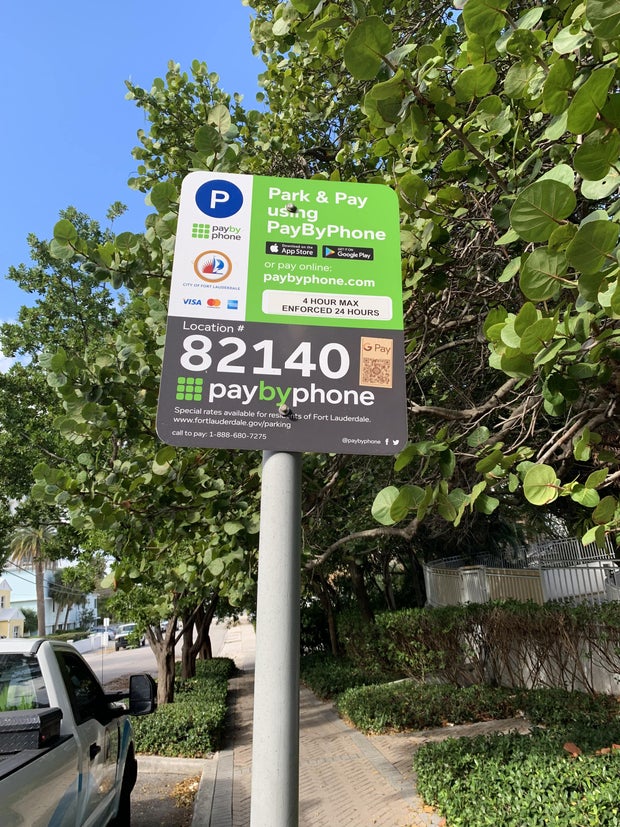 P
payby
phone
CITY OF FORT LAUDERDALE
VISA
Park & Pay
using
PayByPhone
Download on the
App Store
GET IT ON
Google Play
or pay online:
paybyphone.com
4 HOUR MAX
ENFORCED 24 HOURS
Location #
82140
G Pay
paybyphone
Special rates available for residents of Fort Lauderdale.
www.fortlauderdale.gov/parking
call to pay: 1-888-680-7275
@paybyphone